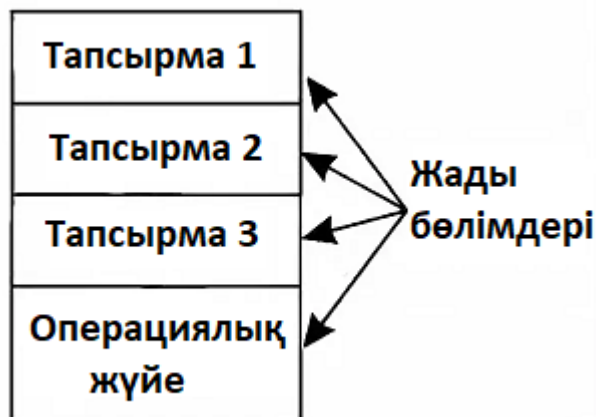 Тапсырма 1
Тапсырма 2
Тапсырма 3
Операциялық
жүйе
Жады
бөлімдері